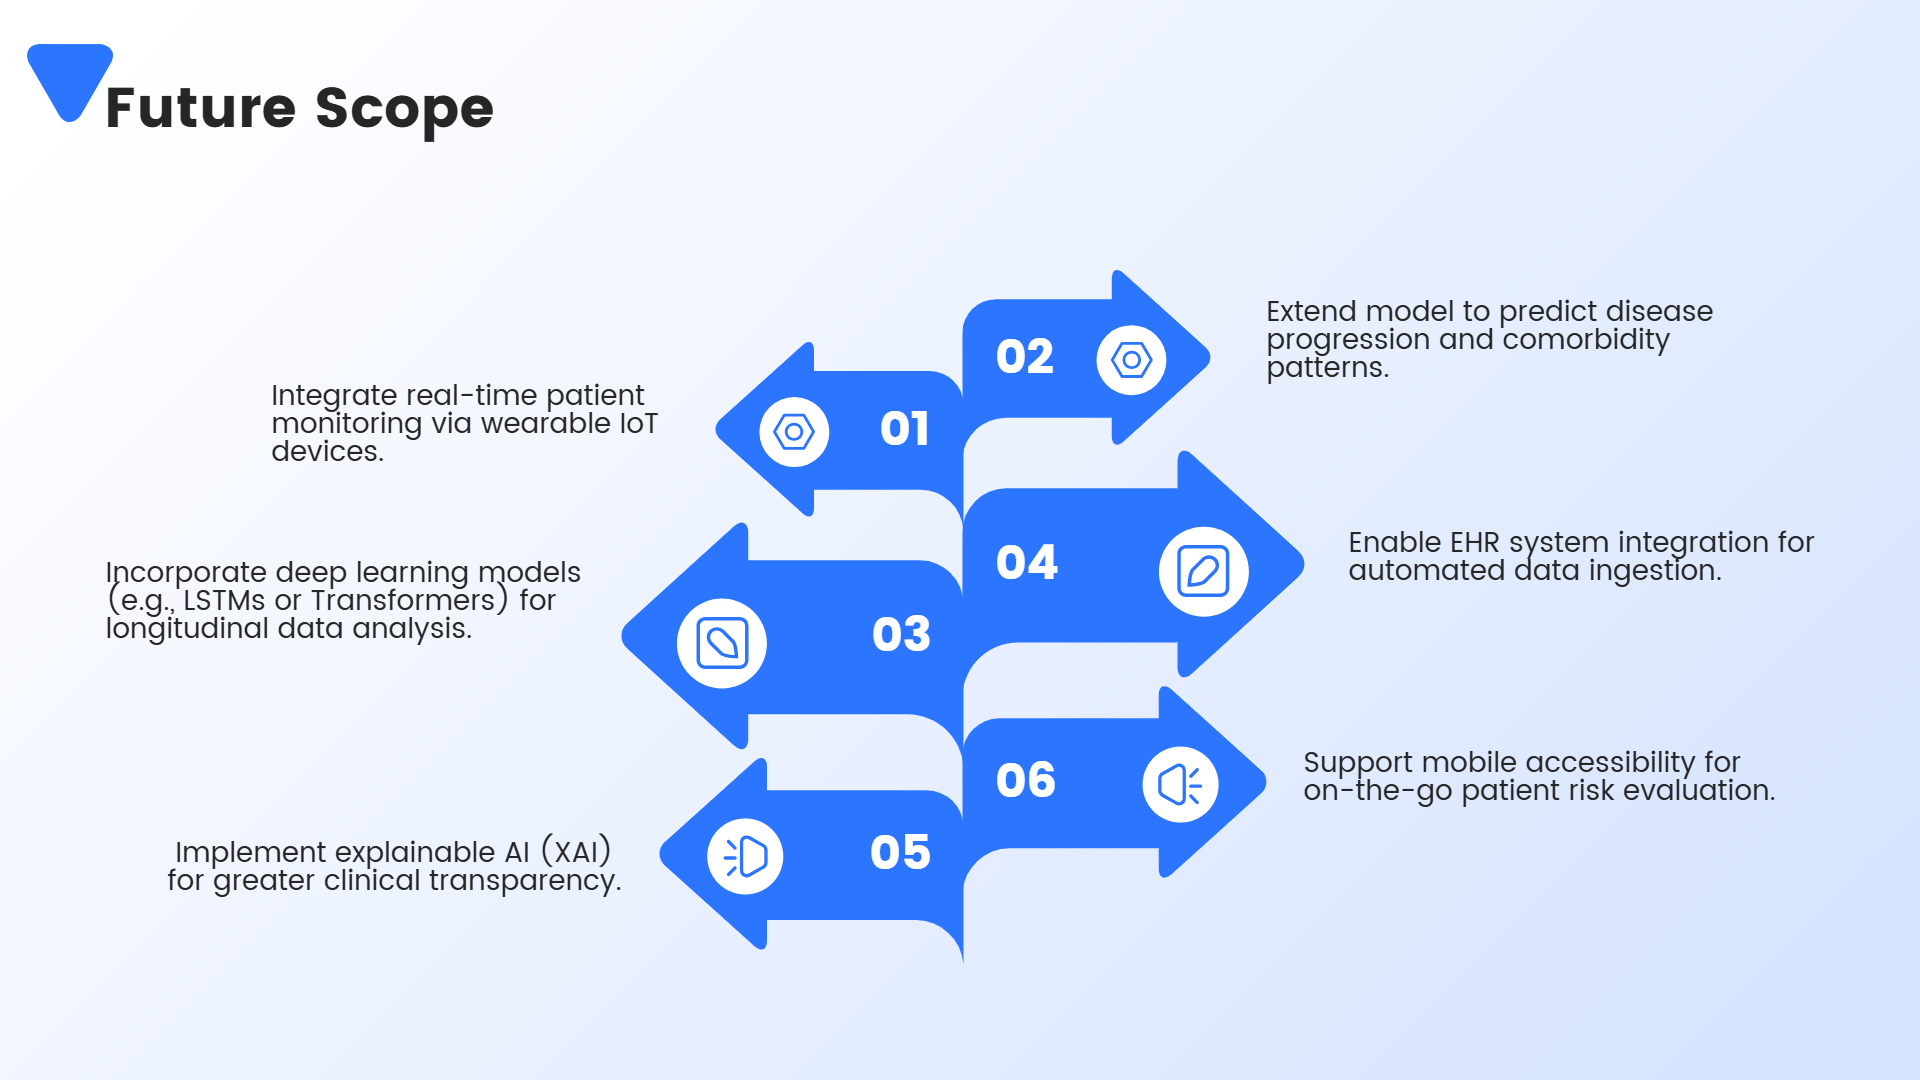 Future Scope
01
Integrate real-time patient
monitoring via wearable IoT
devices.
02
Extend model to predict disease
progression and comorbidity
patterns.
03
Incorporate deep learning models
(e.g., LSTMs or Transformers) for
longitudinal data analysis.
04
Enable EHR system integration for
automated data ingestion.
05
Implement explainable AI (XAI)
for greater clinical transparency.
06
Support mobile accessibility for
on-the-go patient risk evaluation.